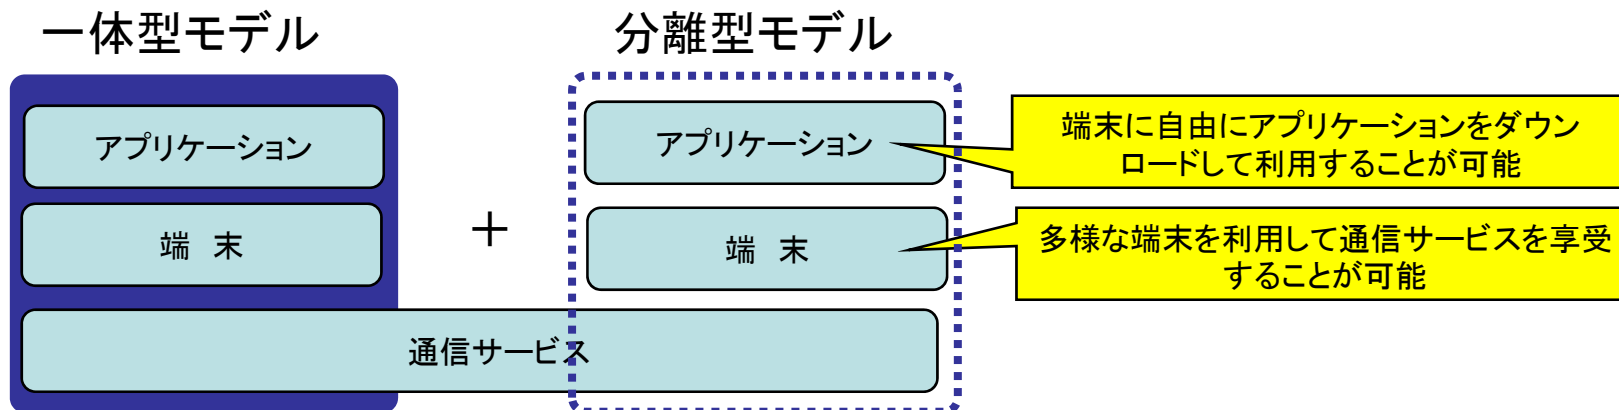 一体型モデル
分離型モデル
アプリケーション
端　末
+
アプリケーション
端　末
通信サービス
端末に自由にアプリケーションをダウン
ロードして利用することが可能
多様な端末を利用して通信サービスを享受
することが可能